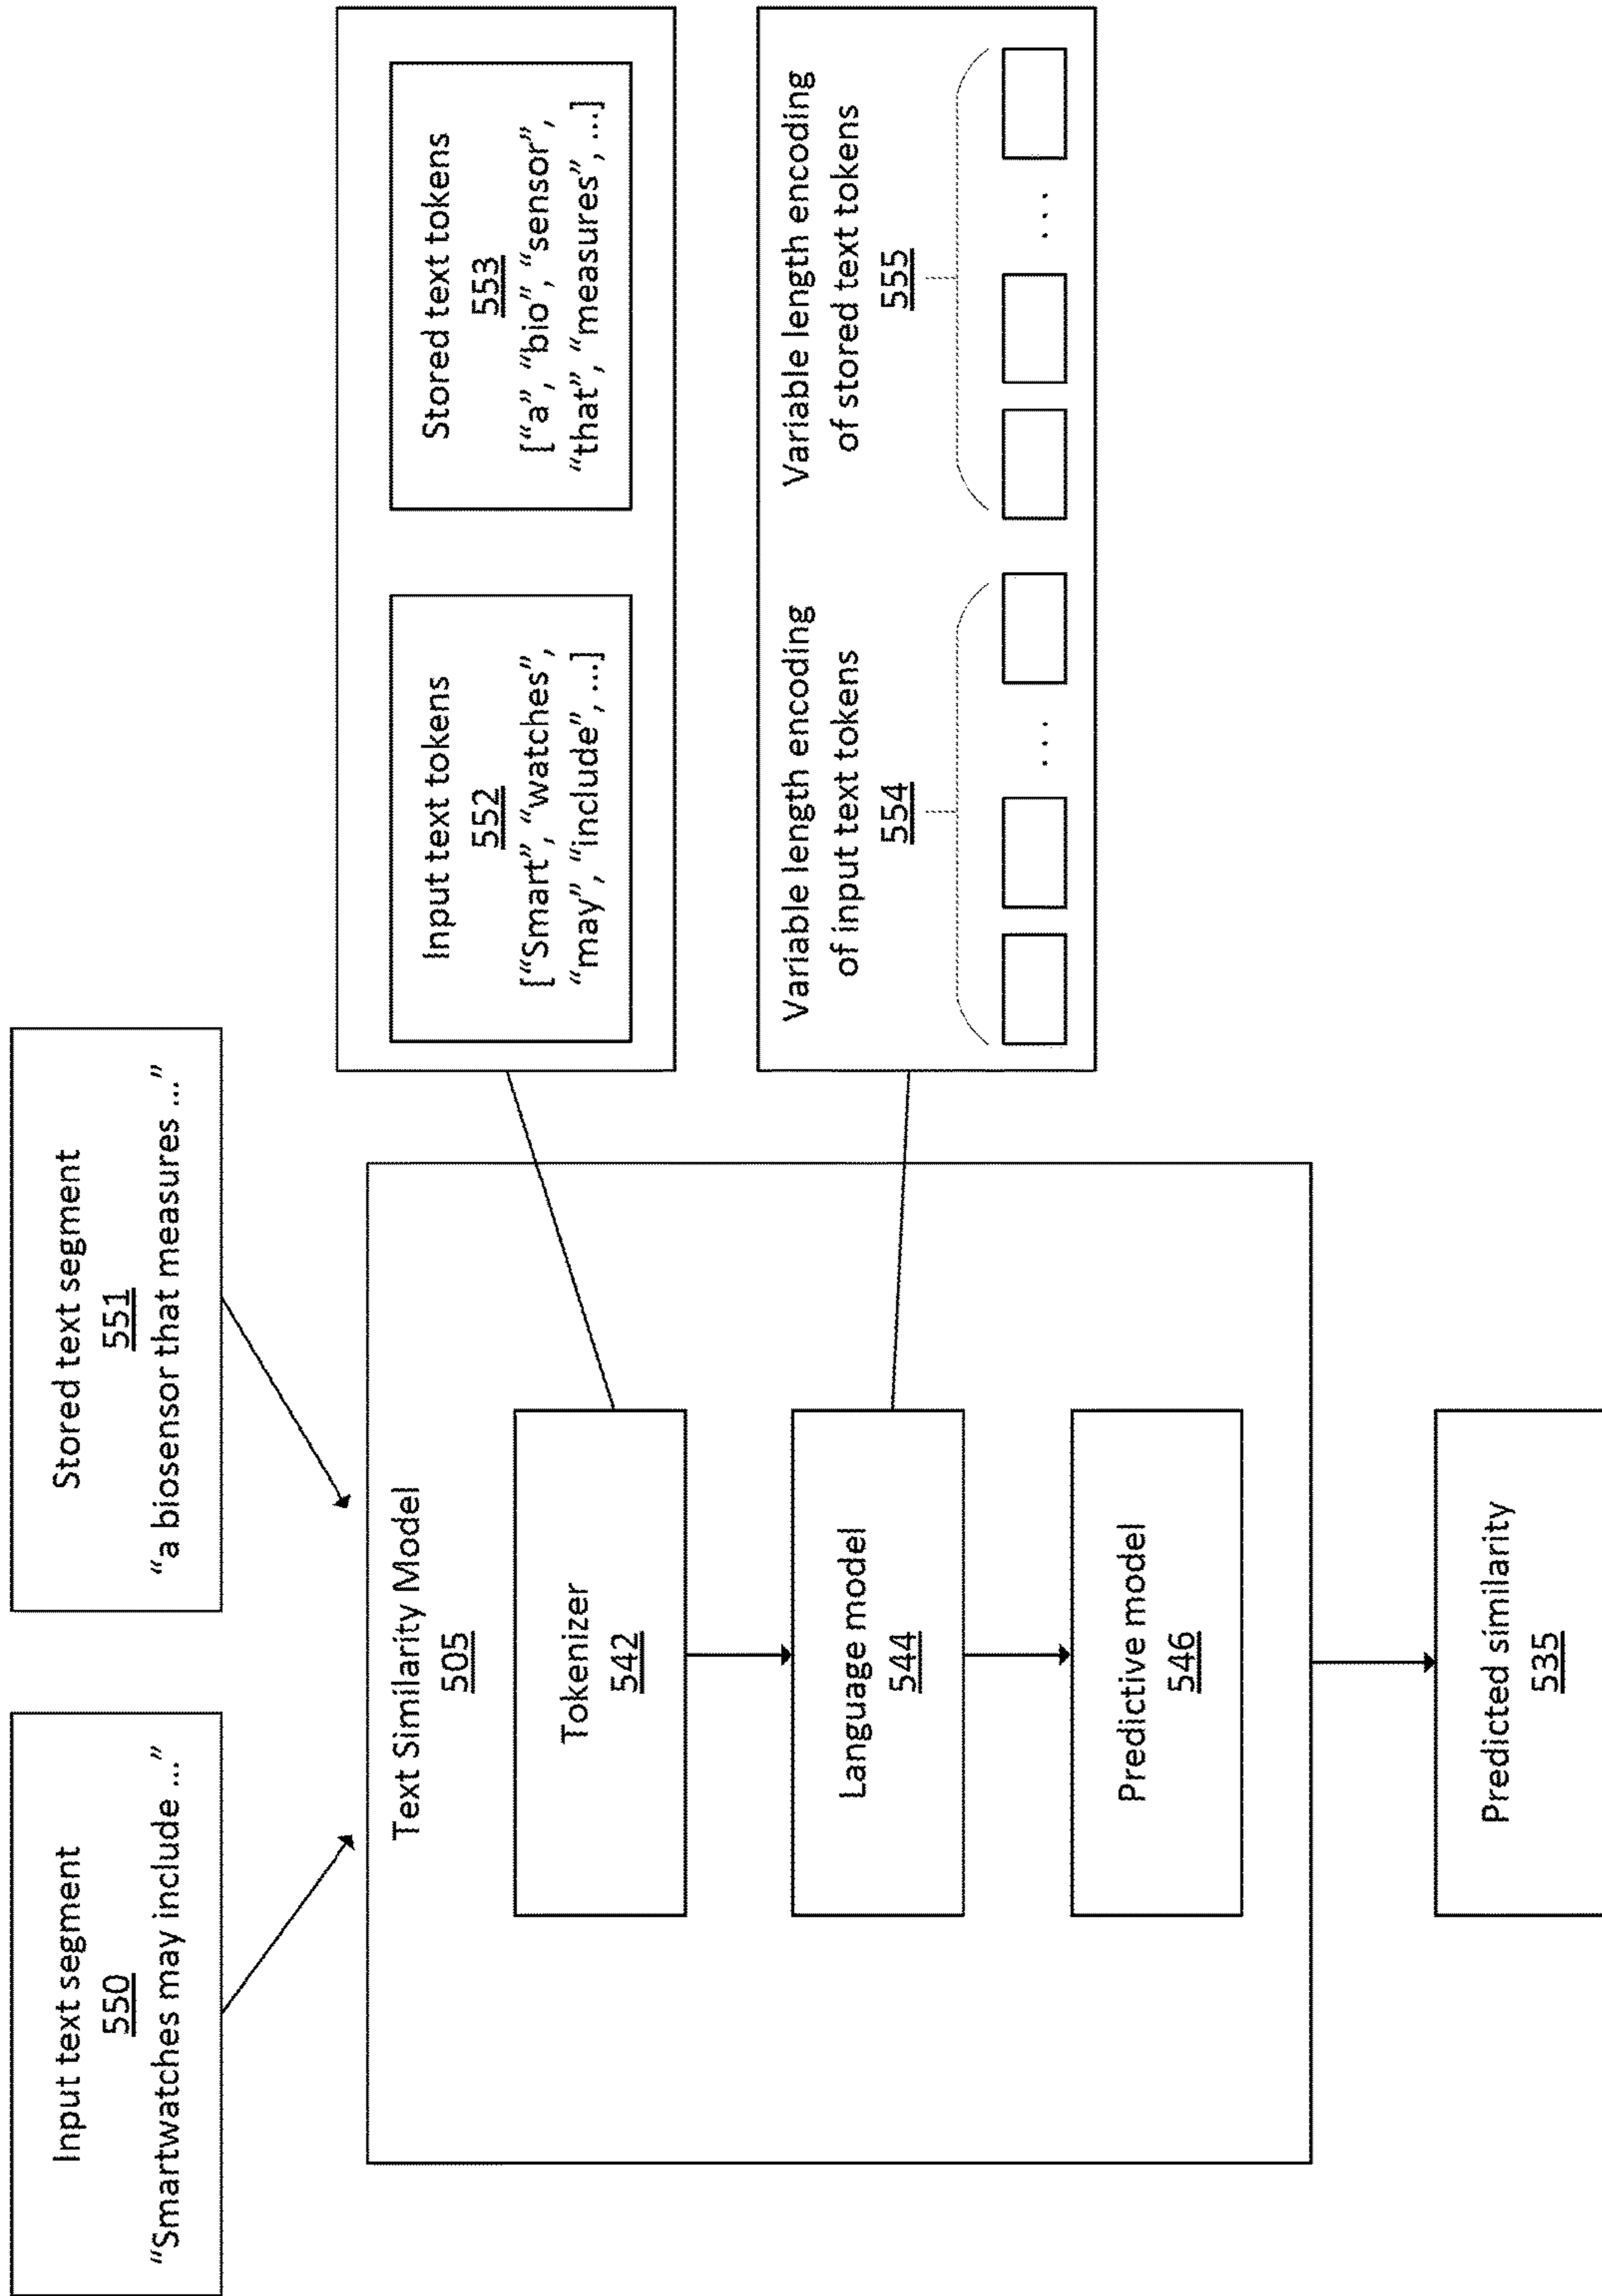 Input text segment
550
“Smartwatches may include ...”
Stored text segment
551
“a biosensor that measures ...”
Text Similarity Model
505
Tokenizer
542
Language model
544
Predictive model
546
Predicted similarity
535
Input text tokens
552
[“Smart”, “watches”,
“may”, “include”, ...]
Stored text tokens
553
[“a”, “bio”, “sensor”,
“that”, “measures”, ...]
Variable length encoding
of input text tokens
554
...
Variable length encoding
of stored text tokens
555
...